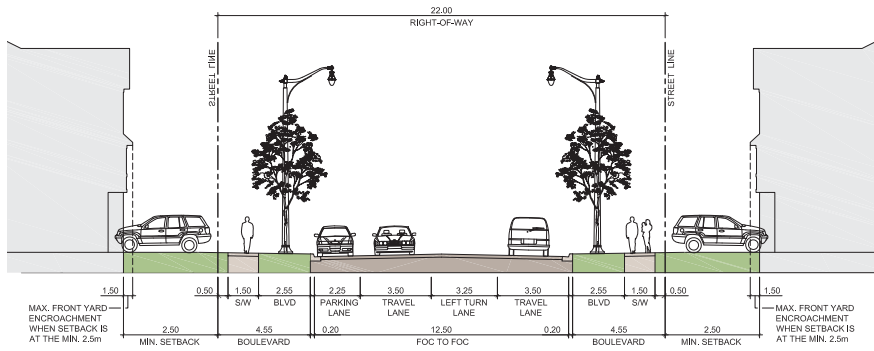 22.00
RIGHT-OF-WAY
STREET LINE
STREET LINE
1.50
0.50
1.50
2.55
2.25
3.50
3.25
3.50
2.55
1.50
0.50
1.50
S/W
BLVD
PARKING
LANE
TRAVEL
LANE
LEFT TURN
LANE
TRAVEL
LANE
BLVD
S/W
MAX. FRONT YARD
ENCROACHMENT
WHEN SETBACK IS
AT THE MIN. 2.5m
2.50
4.55
0.20
12.50
0.20
4.55
2.50
MIN. SETBACK
BOULEVARD
FOC TO FOC
BOULEVARD
MIN. SETBACK
MAX. FRONT YARD
ENCROACHMENT
WHEN SETBACK IS
AT THE MIN. 2.5m